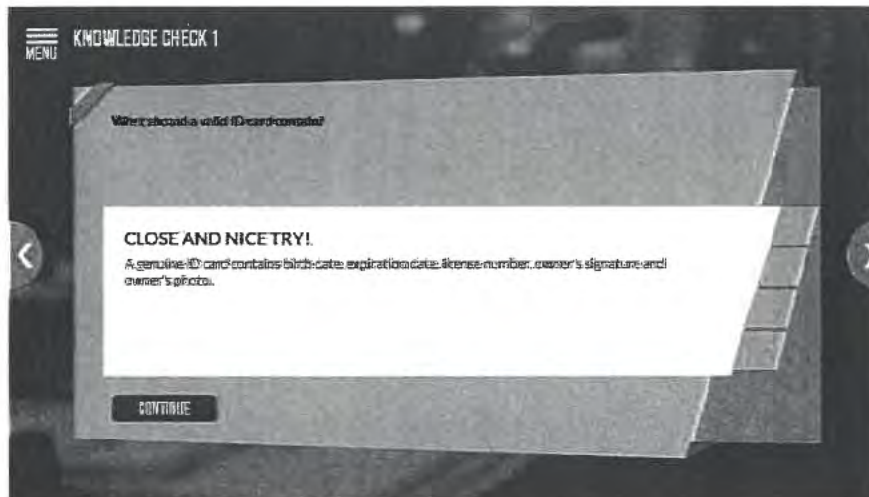 KNOWLEDGE CHECK 1
MENU
What should a valid ID card contain?
CLOSE AND NICE TRY!
A genuine ID card contains birth date, expiration date, license number, owner's signature and
owner's photo.
CONTINUE